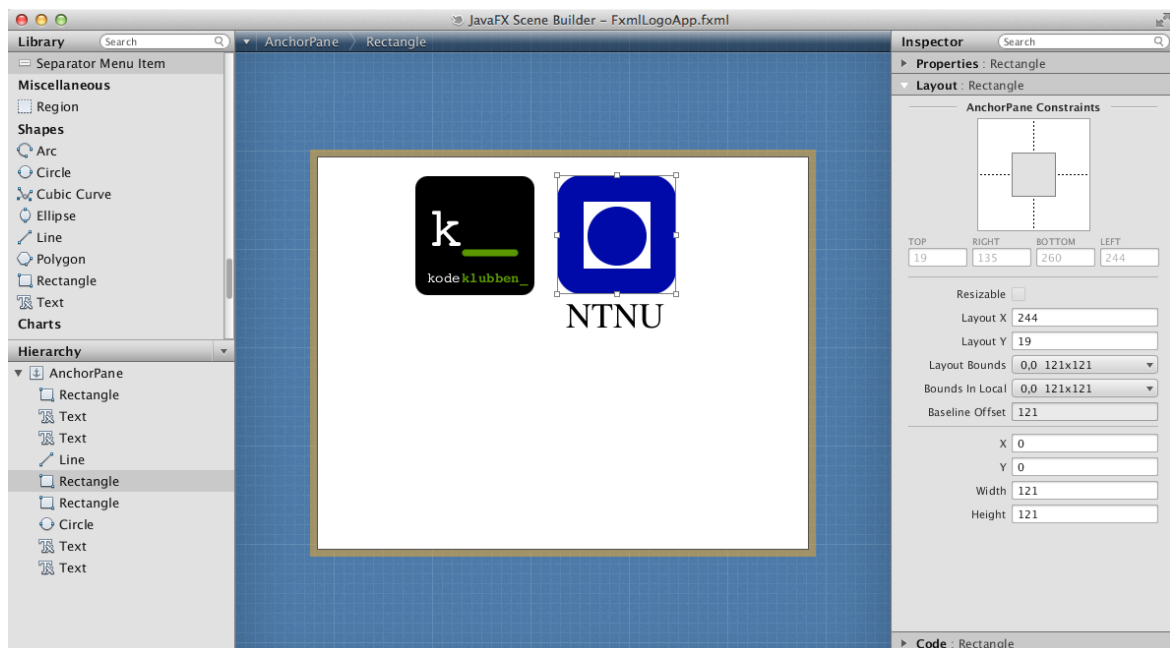 JavaFX Scene Builder – FxmlLogoApp.fxml
Library Search
Separator Menu Item
Miscellaneous
Region
Shapes
Arc
Circle
Cubic Curve
Ellipse
Line
Polygon
Rectangle
Text
Charts
Hierarchy
AnchorPane
Rectangle
Text
Text
Line
Rectangle
Rectangle
Circle
Text
Text
AnchorPane Rectangle
k
kodeklubben_
NTNU
Inspector Search
Properties : Rectangle
Layout : Rectangle
AnchorPane Constraints
TOP RIGHT BOTTOM LEFT
19 135 260 244
Resizable
Layout X 244
Layout Y 19
Layout Bounds 0,0 121x121
Bounds In Local 0,0 121x121
Baseline Offset 121
X 0
Y 0
Width 121
Height 121
Code : Rectangle